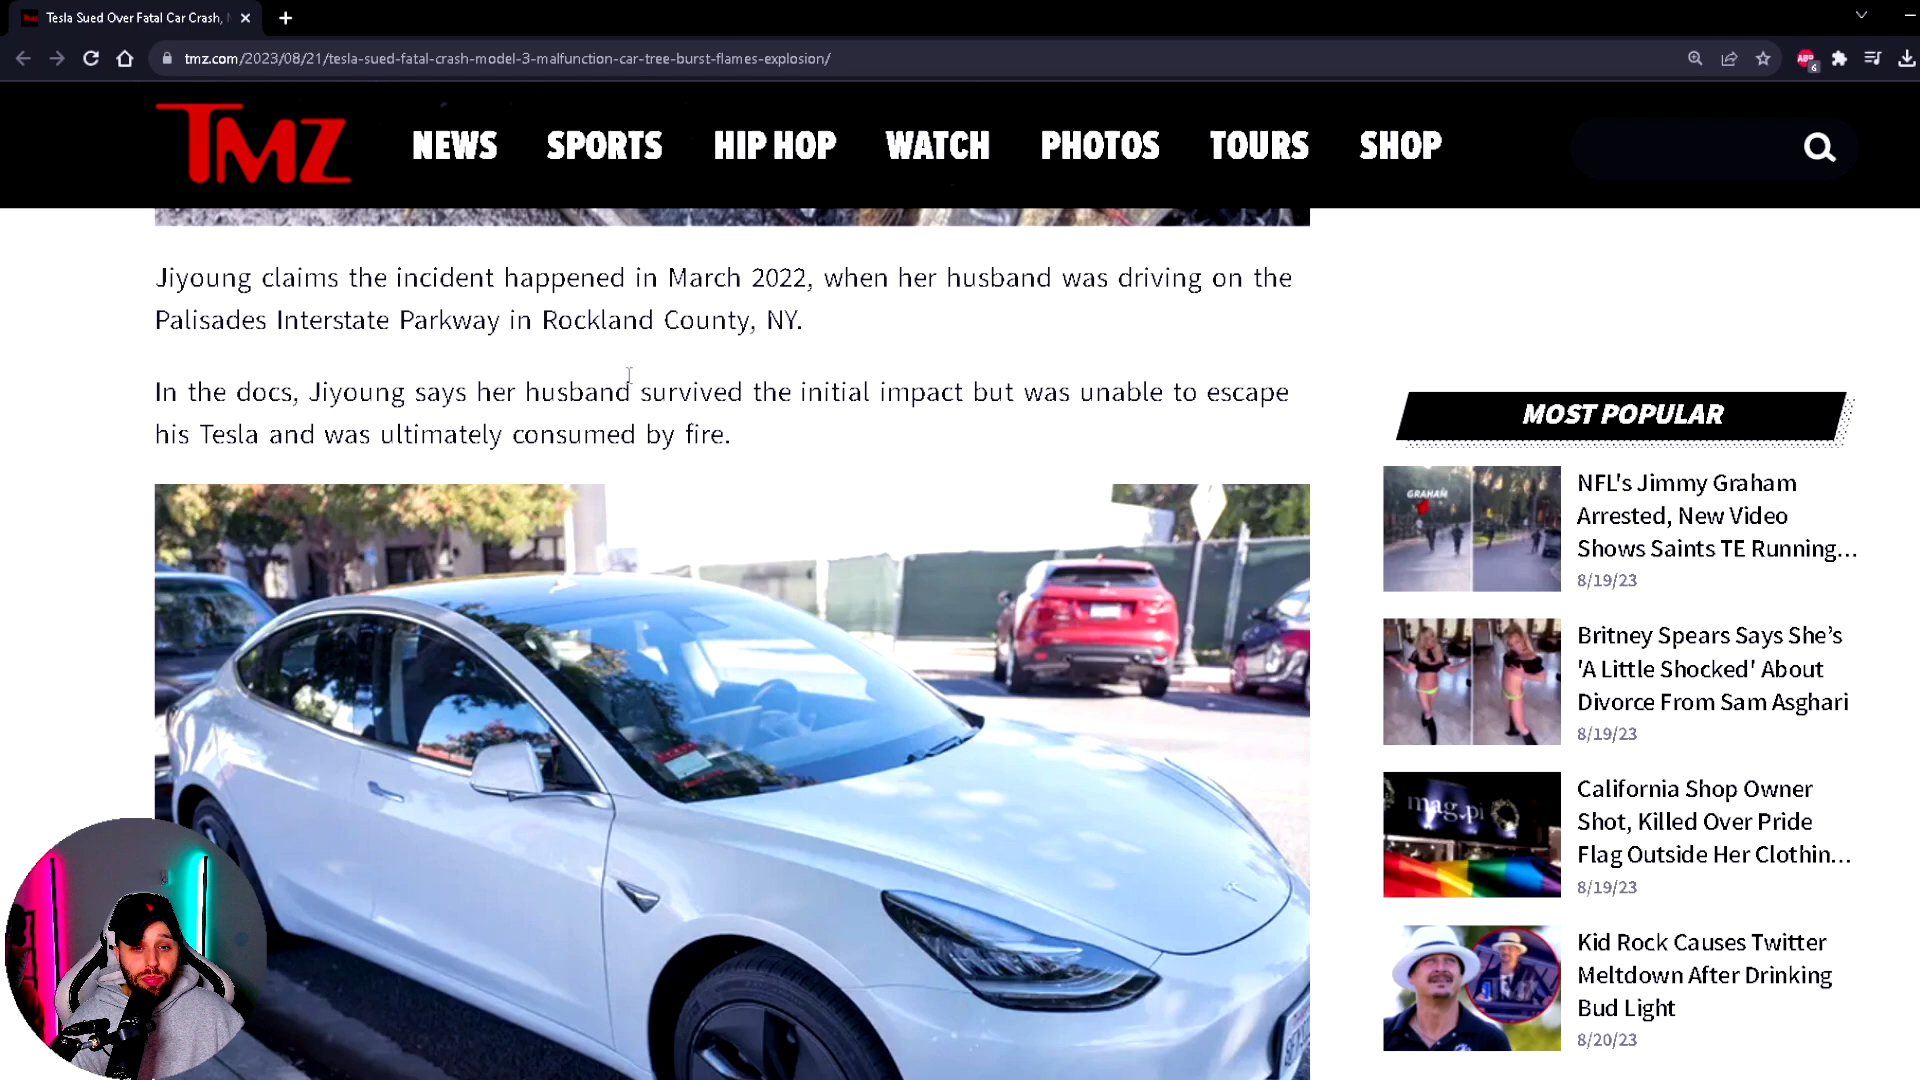 Tesla Sued Over Fatal Car Crash,
tmz.com/2023/08/21/tesla-sued-fatal-crash-model-3-malfunction-car-tree-burst-flames-explosion/
ABP
6
TMZ
NEWS
SPORTS
HIP HOP
WATCH
PHOTOS
TOURS
SHOP
Jiyoung claims the incident happened in March 2022, when her husband was driving on the
Palisades Interstate Parkway in Rockland County, NY.
In the docs, Jiyoung says her husband survived the initial impact but was unable to escape
his Tesla and was ultimately consumed by fire.
MOST POPULAR
GRAHAM
NFL's Jimmy Graham
Arrested, New Video
Shows Saints TE Running...
8/19/23
Britney Spears Says She’s
'A Little Shocked' About
Divorce From Sam Asghari
8/19/23
mag.pi
California Shop Owner
Shot, Killed Over Pride
Flag Outside Her Clothin...
8/19/23
Kid Rock Causes Twitter
Meltdown After Drinking
Bud Light
8/20/23